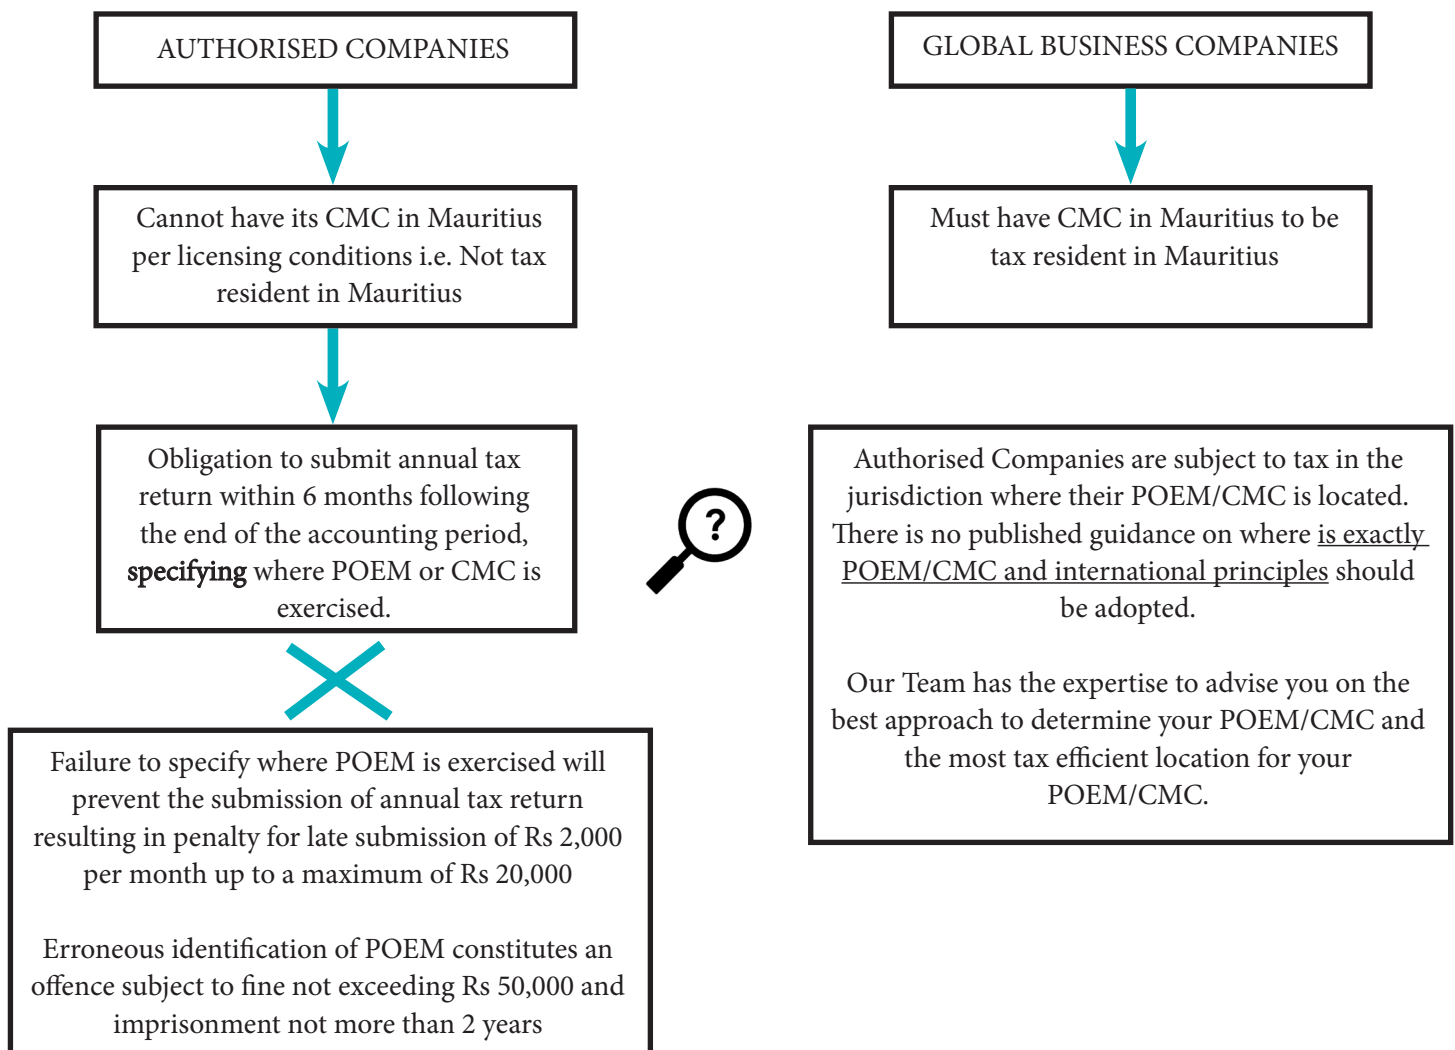 AUTHORISED COMPANIES
Cannot have its CMC in Mauritius
per licensing conditions i.e. Not tax
resident in Mauritius
Obligation to submit annual tax
return within 6 months following
the end of the accounting period,
specifying where POEM or CMC is
exercised.
Failure to specify where POEM is exercised will
prevent the submission of annual tax return
resulting in penalty for late submission of Rs 2,000
per month up to a maximum of Rs 20,000
Erroneous identification of POEM constitutes an
offence subject to fine not exceeding Rs 50,000 and
imprisonment not more than 2 years
GLOBAL BUSINESS COMPANIES
Must have CMC in Mauritius to be
tax resident in Mauritius
?
Authorised Companies are subject to tax in the
jurisdiction where their POEM/CMC is located.
There is no published guidance on where is exactly
POEM/CMC and international principles should
be adopted.
Our Team has the expertise to advise you on the
best approach to determine your POEM/CMC and
the most tax efficient location for your
POEM/CMC.